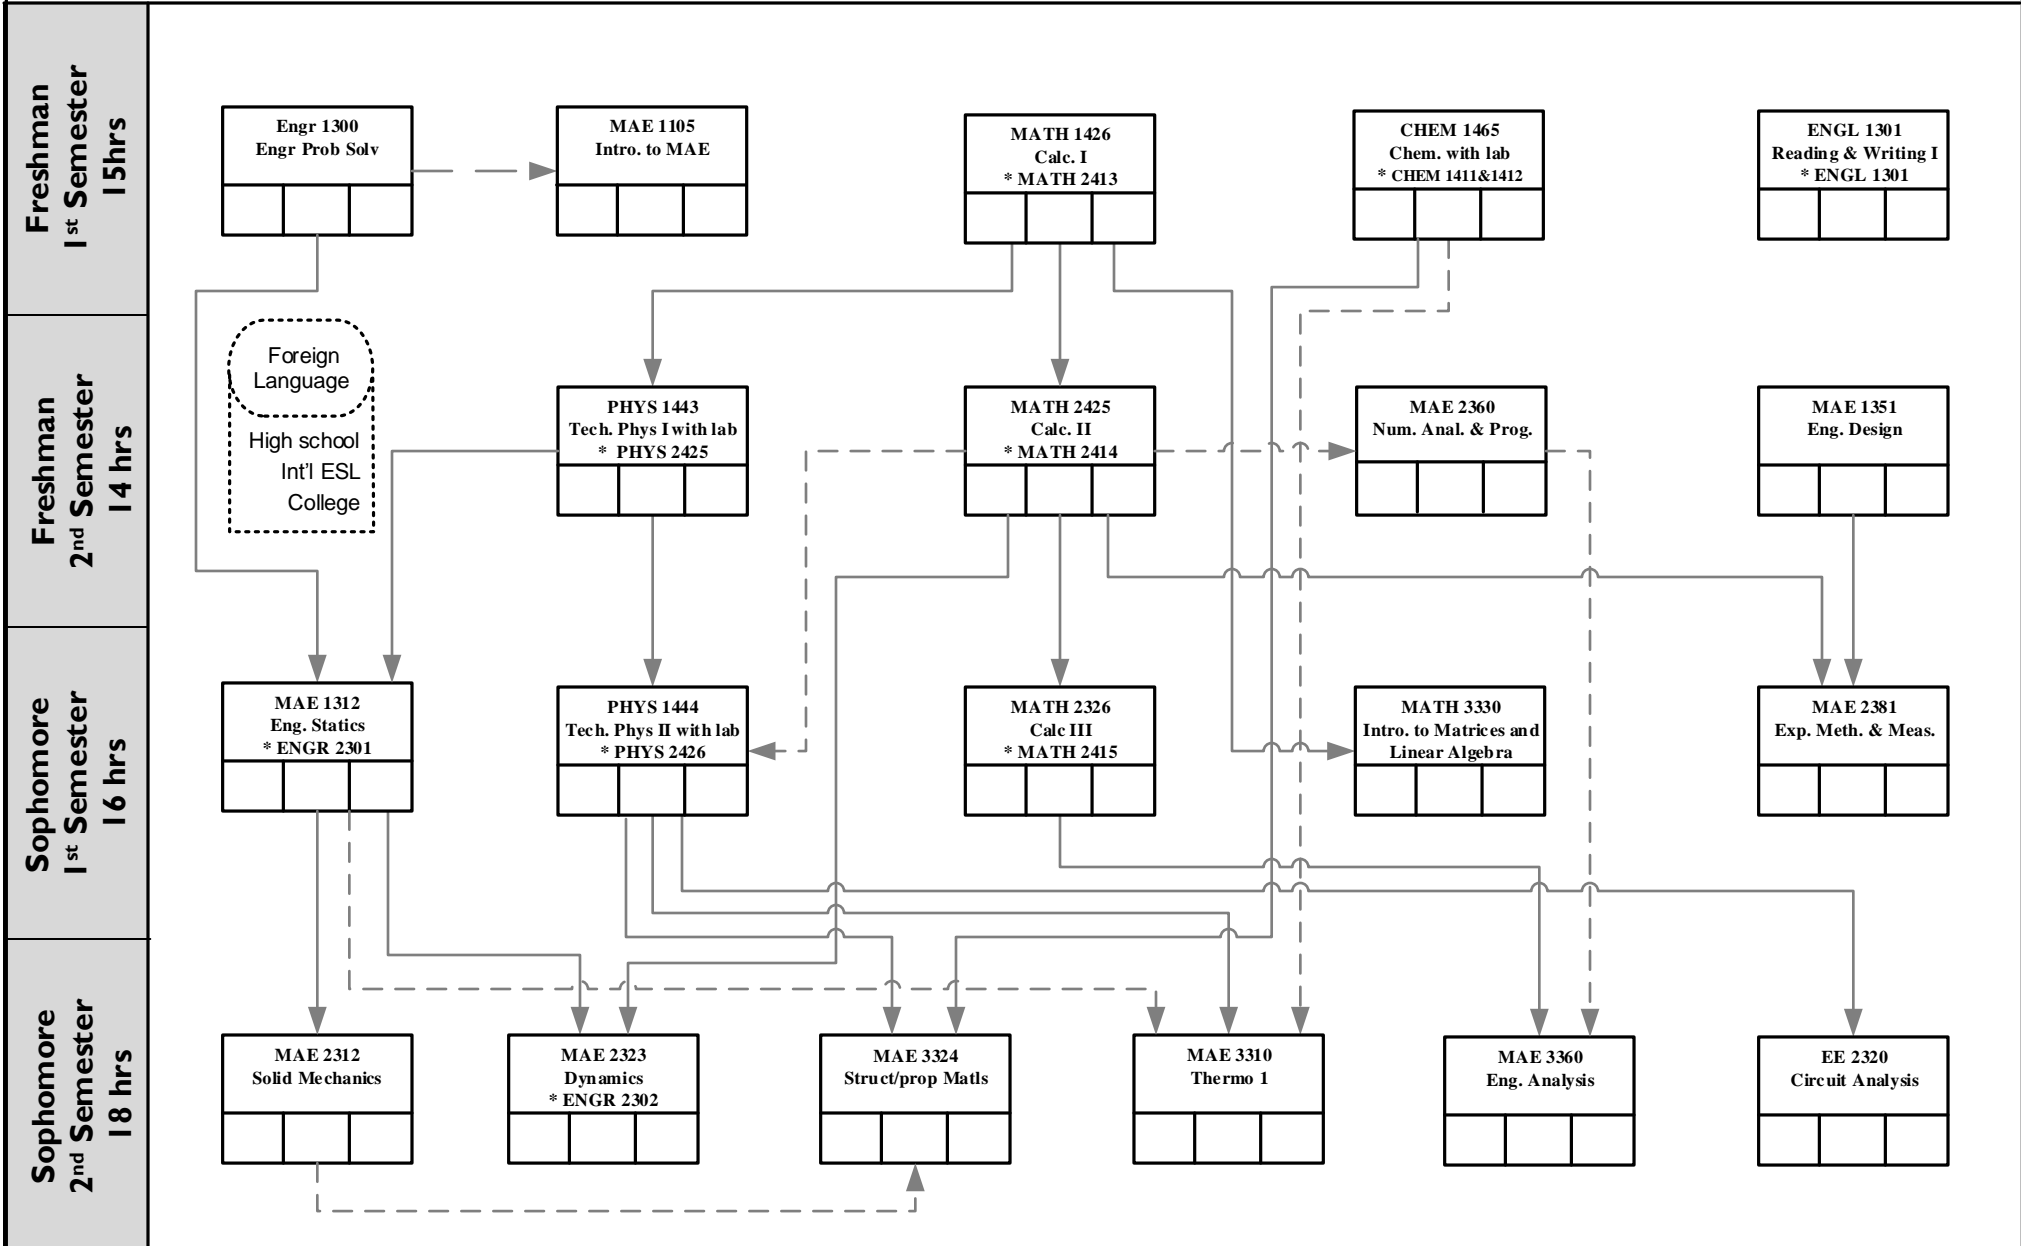 Freshman
1st Semester
15hrs
Engr 1300
Engr Prob Solv
MAE 1105
Intro. to MAE
MATH 1426
Calc. I
* MATH 2413
CHEM 1465
Chem. with lab
* CHEM 1411&1412
ENGL 1301
Reading & Writing I
* ENGL 1301
Freshman
2nd Semester
14 hrs
Foreign
Language
High school
Int'l ESL
College
PHYS 1443
Tech. Phys I with lab
* PHYS 2425
MATH 2425
Calc. II
* MATH 2414
MAE 2360
Num. Anal. & Prog.
MAE 1351
Eng. Design
Sophomore
1st Semester
16 hrs
MAE 1312
Eng. Statics
* ENGR 2301
PHYS 1444
Tech. Phys II with lab
* PHYS 2426
MATH 2326
Calc III
* MATH 2415
MATH 3330
Intro. to Matrices and
Linear Algebra
MAE 2381
Exp. Meth. & Meas.
Sophomore
2nd Semester
18 hrs
MAE 2312
Solid Mechanics
MAE 2323
Dynamics
* ENGR 2302
MAE 3324
Struct/prop Matls
MAE 3310
Thermo 1
MAE 3360
Eng. Analysis
EE 2320
Circuit Analysis